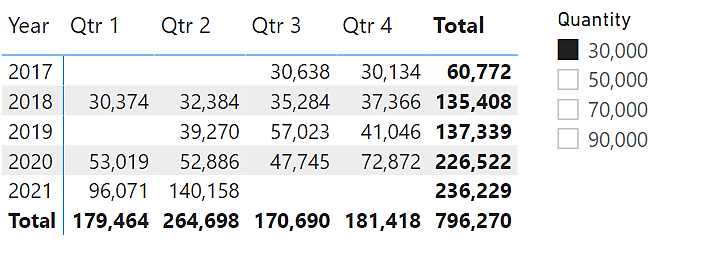 Year Qtr 1 Qtr 2 Qtr 3 Qtr 4 Total
2017 30,638 30,134 60,772
2018 30,374 32,384 35,284 37,366 135,408
2019 39,270 57,023 41,046 137,339
2020 53,019 52,886 47,745 72,872 226,522
2021 96,071 140,158 236,229
Total 179,464 264,698 170,690 181,418 796,270
Quantity
30,000
50,000
70,000
90,000